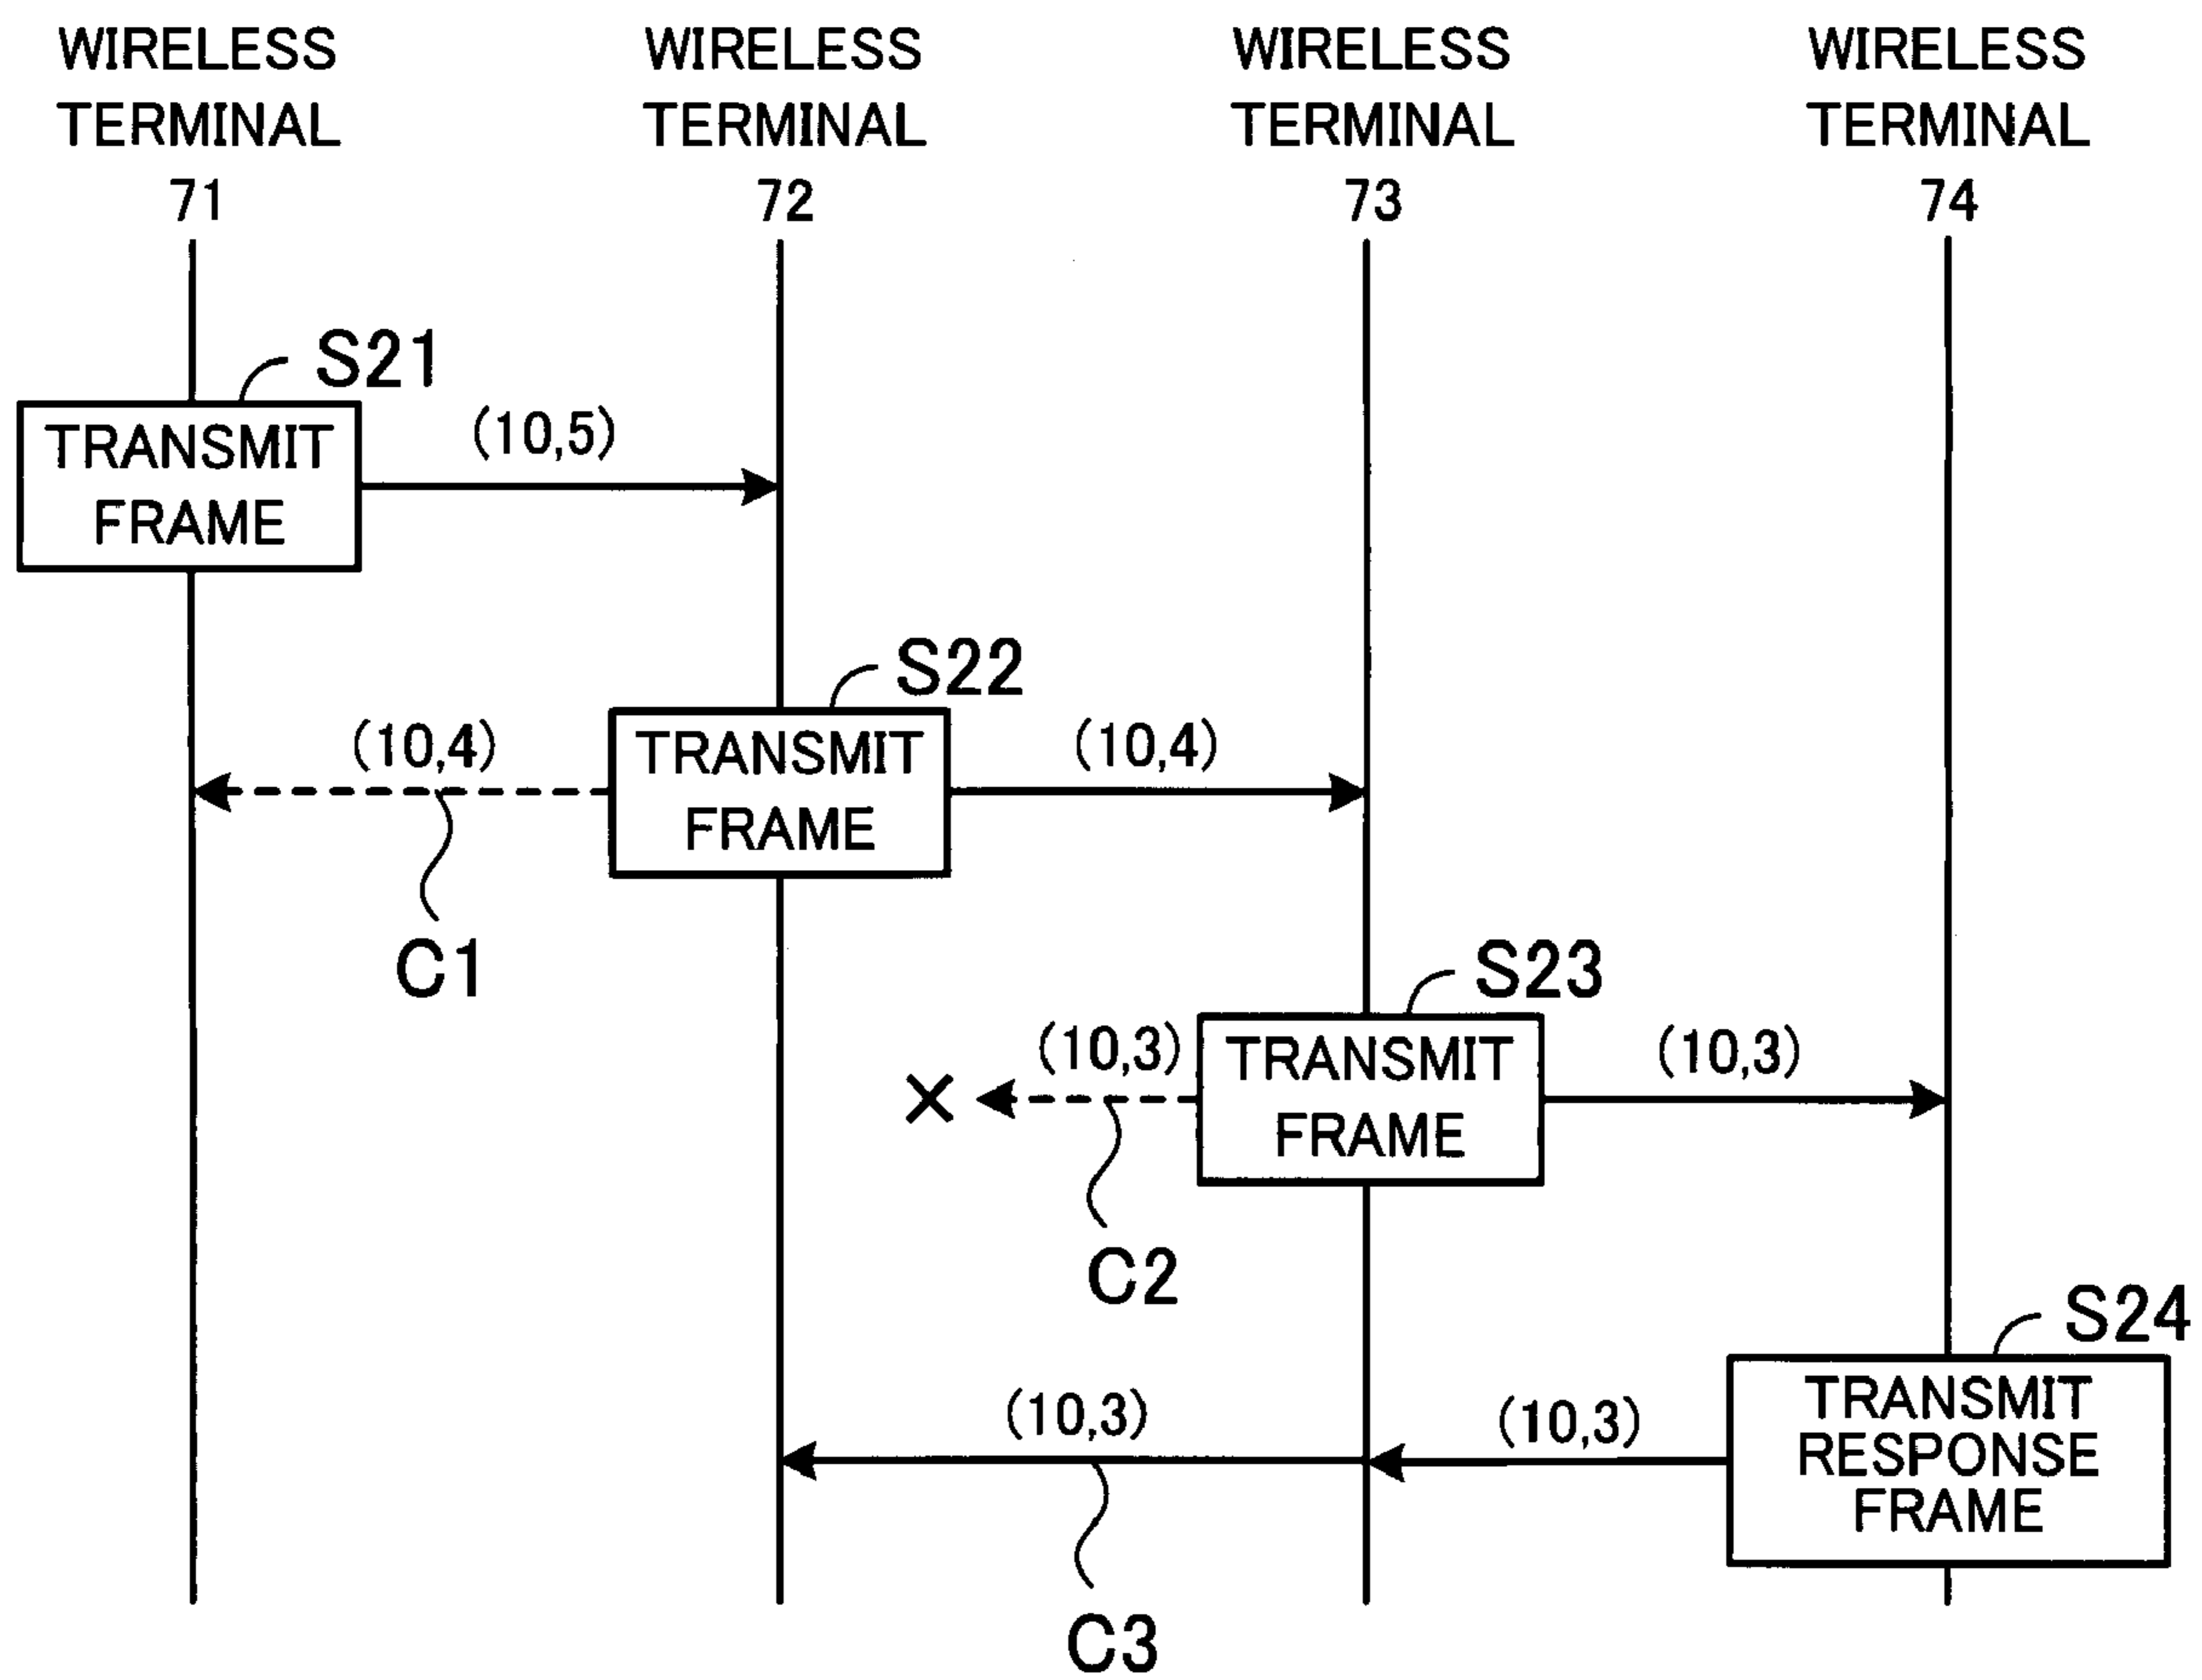 WIRELESS TERMINAL 71
WIRELESS TERMINAL 72
WIRELESS TERMINAL 73
WIRELESS TERMINAL 74
S21
TRANSMIT
FRAME
(10,5)
S22
(10,4)
TRANSMIT
FRAME
(10,4)
C1
S23
(10,3)
TRANSMIT
FRAME
(10,3)
×
C2
S24
(10,3)
(10,3)
TRANSMIT
RESPONSE
FRAME
C3